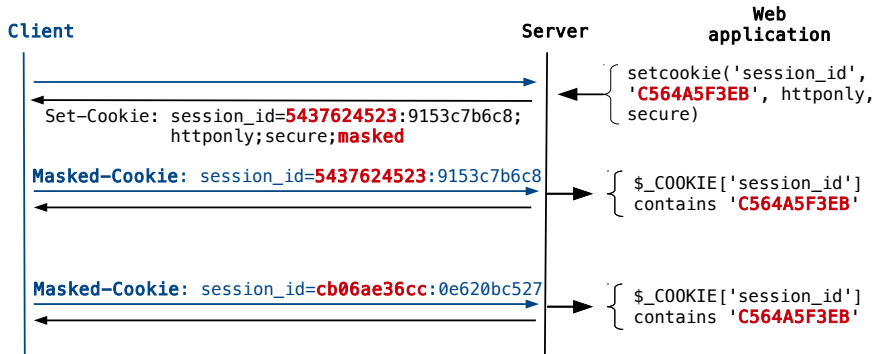 Client
Server
Web
application
setcookie('session_id',
'C564A5F3EB', httponly,
secure)
Set-Cookie: session_id=5437624523:9153c7b6c8;
httponly;secure;masked
Masked-Cookie: session_id=5437624523:9153c7b6c8
$_COOKIE['session_id']
contains 'C564A5F3EB'
Masked-Cookie: session_id=cb06ae36cc:0e620bc527
$_COOKIE['session_id']
contains 'C564A5F3EB'